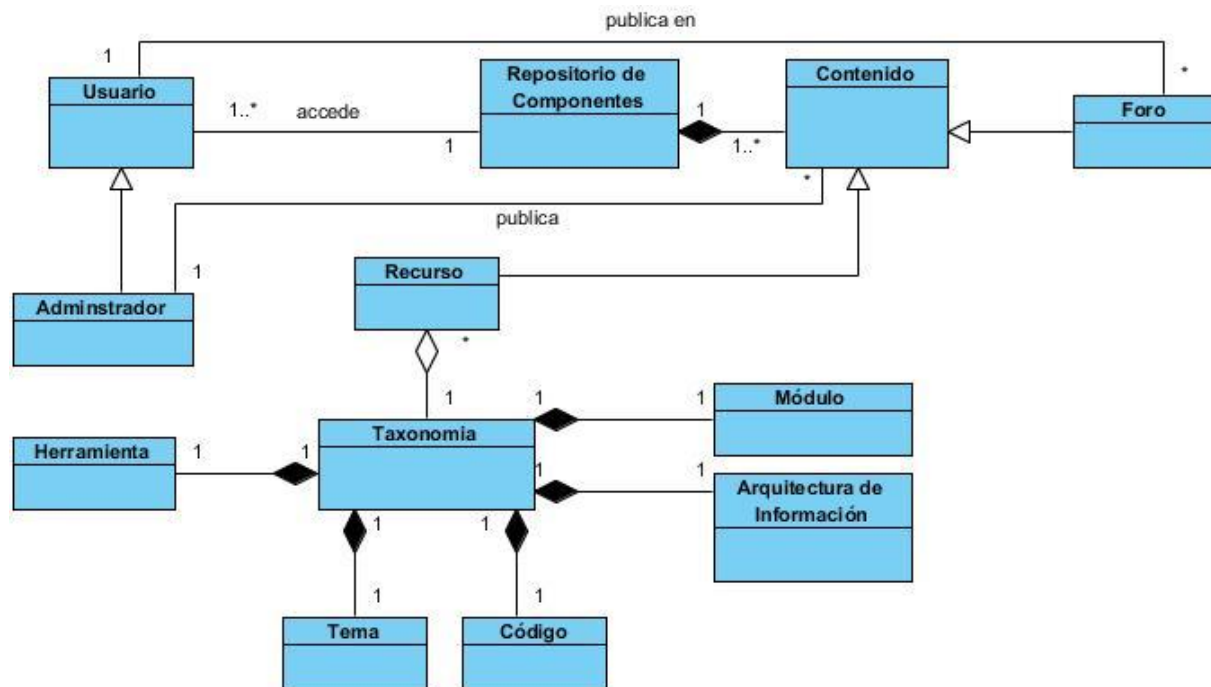 publica en
1
*
Usuario
Repositorio de
Componentes
Contenido
Foro
1..*
accede
1
1
1..*
*
publica
1
Adminstrador
Recurso
*
1
Taxonomia
1
1
Módulo
Herramienta
1
1
1
1
Arquitectura de
Información
1
1
1
1
Tema
Código